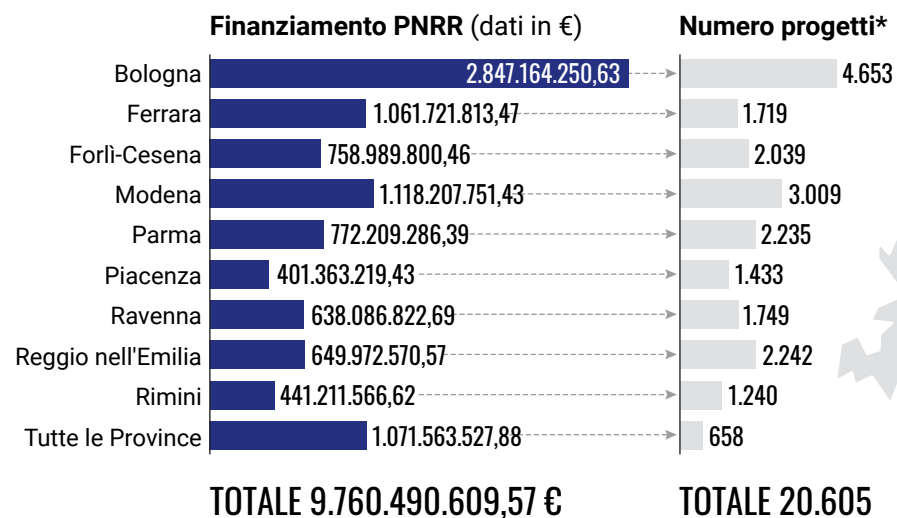 Finanziamento PNRR (dati in €) Numero progetti*
Bologna 2.847.164.250,63 4.653
Ferrara 1.061.721.813,47 1.719
Forlì-Cesena 758.989.800,46 2.039
Modena 1.118.207.751,43 3.009
Parma 772.209.286,39 2.235
Piacenza 401.363.219,43 1.433
Ravenna 638.086.822,69 1.749
Reggio nell'Emilia 649.972.570,57 2.242
Rimini 441.211.566,62 1.240
Tutte le Province 1.071.563.527,88 658
TOTALE 9.760.490.609,57 € TOTALE 20.605